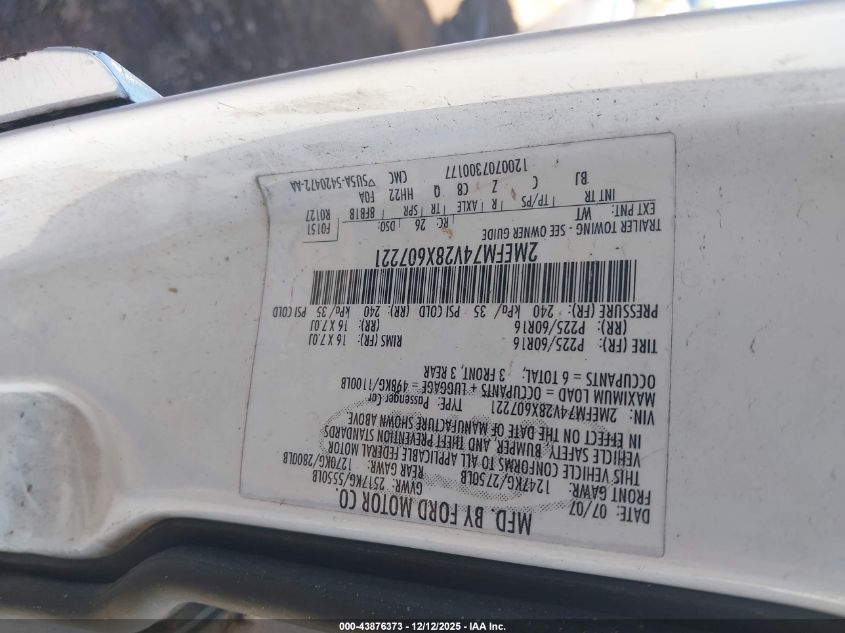 MFD. BY FORD MOTOR CO.
DATE: 07/07 GVWR: 2517KG/5550LB
FRONT GAWR: REAR GAWR:
1247KG/2750LB 1270KG/2800LB
THIS VEHICLE CONFORMS TO ALL APPLICABLE FEDERAL MOTOR
VEHICLE SAFETY, BUMPER, AND THEFT PREVENTION STANDARDS
IN EFFECT ON THE DATE OF MANUFACTURE SHOWN ABOVE
VIN: 2MEFM74V28X607221 TYPE: Passenger Car
MAXIMUM LOAD = OCCUPANTS + LUGGAGE = 498KG/1100LB
OCCUPANTS = 6 TOTAL; 3 FRONT, 3 REAR
TIRE (FR): P225/60R16 RIMS (FR): 16 X 7.0J
(RR): P225/60R16 (RR): 16 X 7.0J
PRESSURE (FR): 240 kPa/ 35 PSI COLD (RR): 240 kPa/ 35 PSI COLD
2MEFM74V28X607221
TRAILER TOWING - SEE OWNER GUIDE
EXT PNT: WT RC: 26 DSO: F0151
INT TR TP/PS R AXLE TR SPR 8F818 R0127
BJ C Z C8 Q HH22 F0A
1200707300177 CMC ▽5U5A-5420472-AA
000-43876373 | 12/12/2025 - IAA Inc.